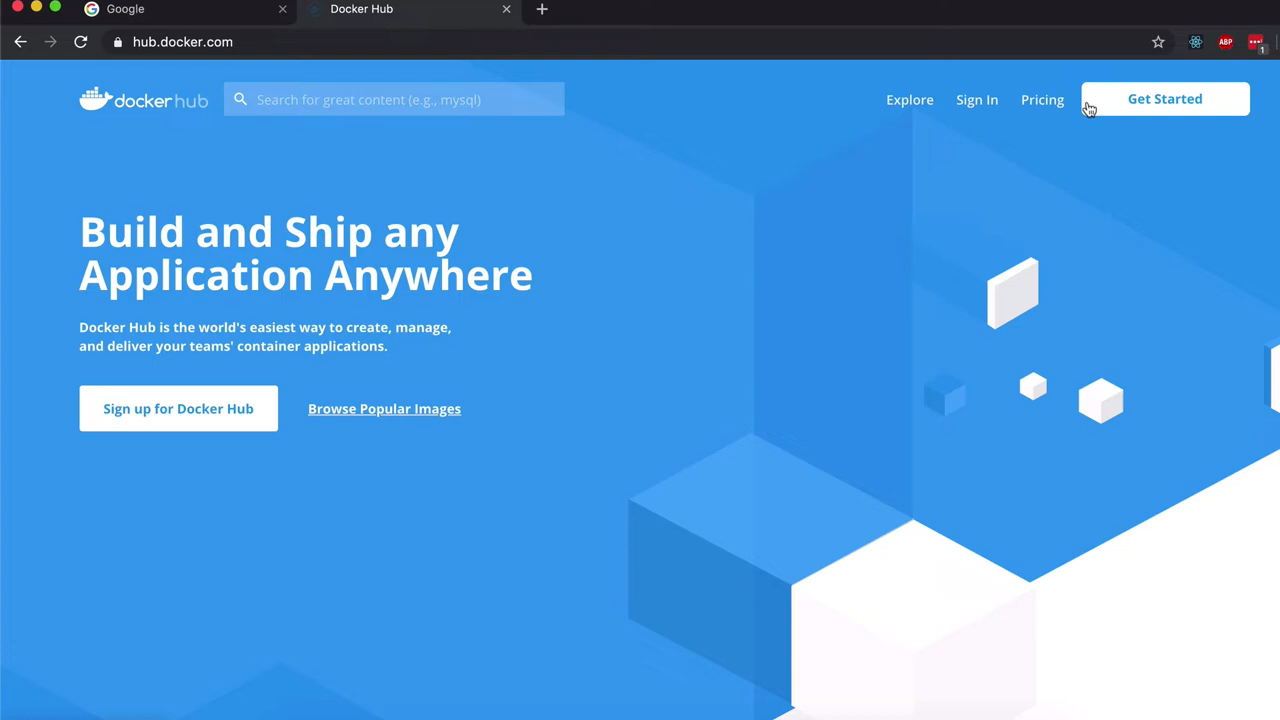 Google
Docker Hub
hub.docker.com
ABP
1
docker hub
Search for great content (e.g., mysql)
Explore
Sign In
Pricing
Get Started
Build and Ship any
Application Anywhere
Docker Hub is the world's easiest way to create, manage,
and deliver your teams' container applications.
Sign up for Docker Hub
Browse Popular Images